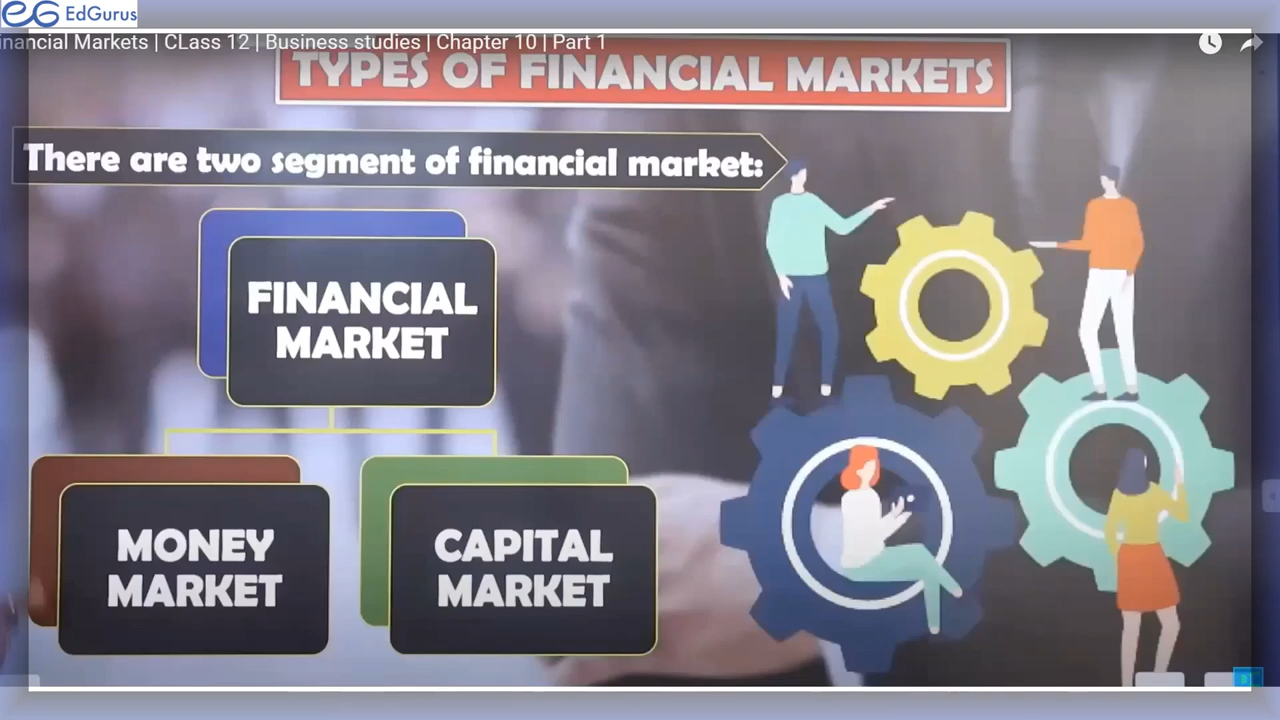 EdGurus
inancial Markets | CLass 12 | Business studies | Chapter 10 | Part 1
TYPES OF FINANCIAL MARKETS
There are two segment of financial market:
FINANCIAL
MARKET
MONEY
MARKET
CAPITAL
MARKET